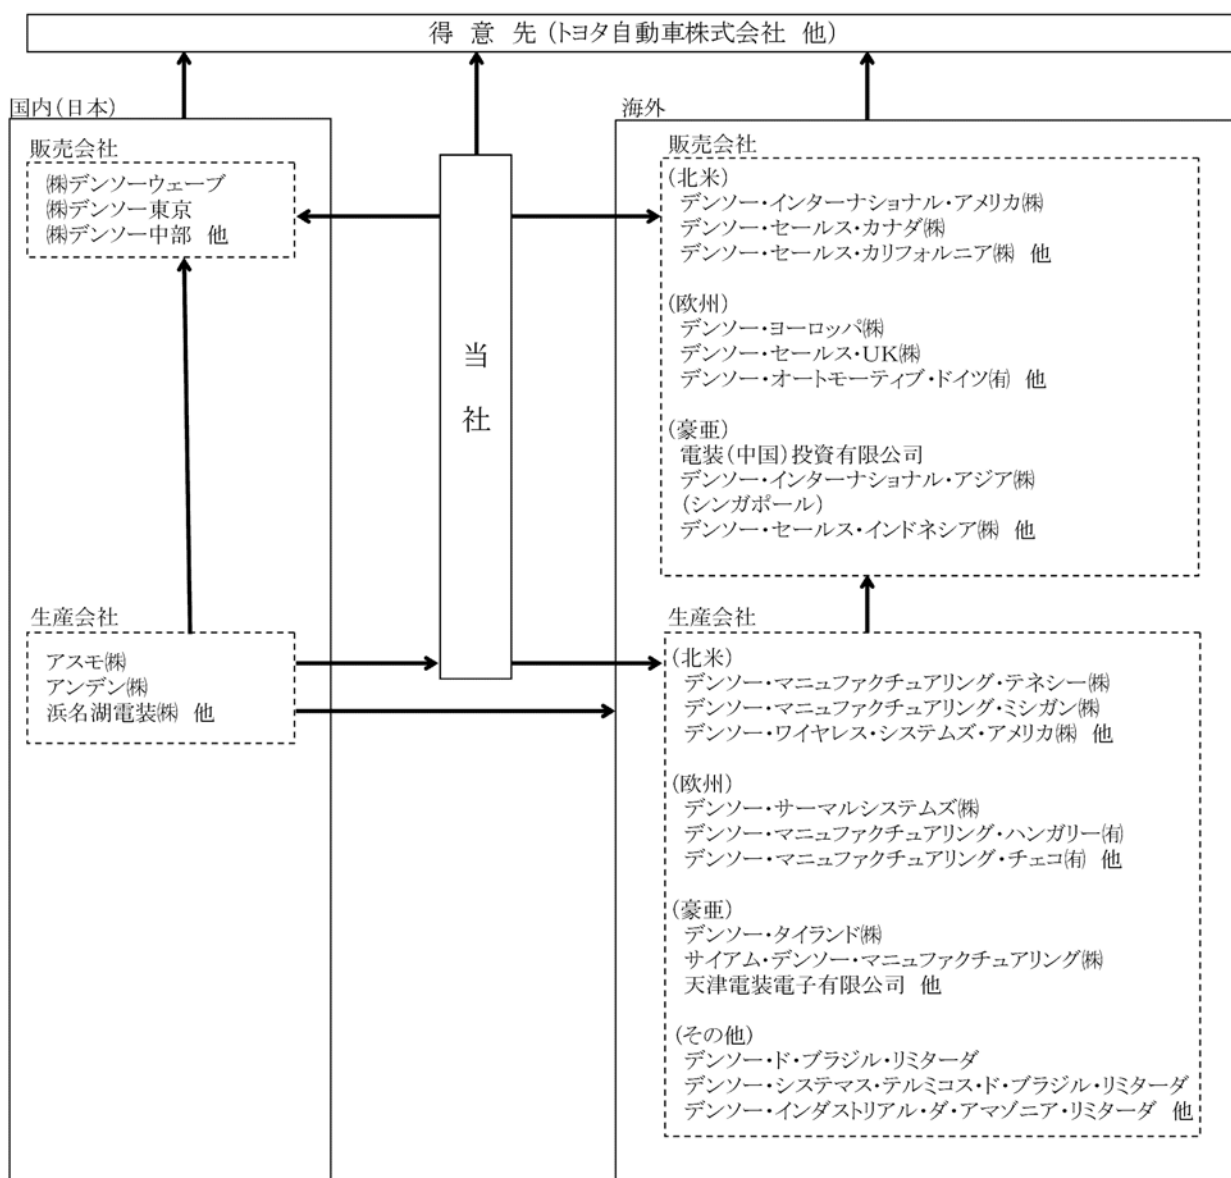 得 意 先 (トヨタ自動車株式会社 他)
国内(日本)
販売会社
㈱デンソーウェーブ
㈱デンソー東京
㈱デンソー中部 他
生産会社
アスモ㈱
アンデン㈱
浜名湖電装㈱ 他
当
社
海外
販売会社
(北米)
デンソー・インターナショナル・アメリカ㈱
デンソー・セールス・カナダ㈱
デンソー・セールス・カリフォルニア㈱ 他
(欧州)
デンソー・ヨーロッパ㈱
デンソー・セールス・UK㈱
デンソー・オートモーティブ・ドイツ㈲ 他
(豪亜)
電装(中国)投資有限公司
デンソー・インターナショナル・アジア㈱
(シンガポール)
デンソー・セールス・インドネシア㈱ 他
生産会社
(北米)
デンソー・マニュファクチュアリング・テネシー㈱
デンソー・マニュファクチュアリング・ミシガン㈱
デンソー・ワイヤレス・システムズ・アメリカ㈱ 他
(欧州)
デンソー・サーマルシステムズ㈱
デンソー・マニュファクチュアリング・ハンガリー㈲
デンソー・マニュファクチュアリング・チェコ㈲ 他
(豪亜)
デンソー・タイランド㈱
サイアム・デンソー・マニュファクチュアリング㈱
天津電装電子有限公司 他
(その他)
デンソー・ド・ブラジル・リミターダ
デンソー・システマス・テルミコス・ド・ブラジル・リミターダ
デンソー・インダストリアル・ダ・アマゾニア・リミターダ 他